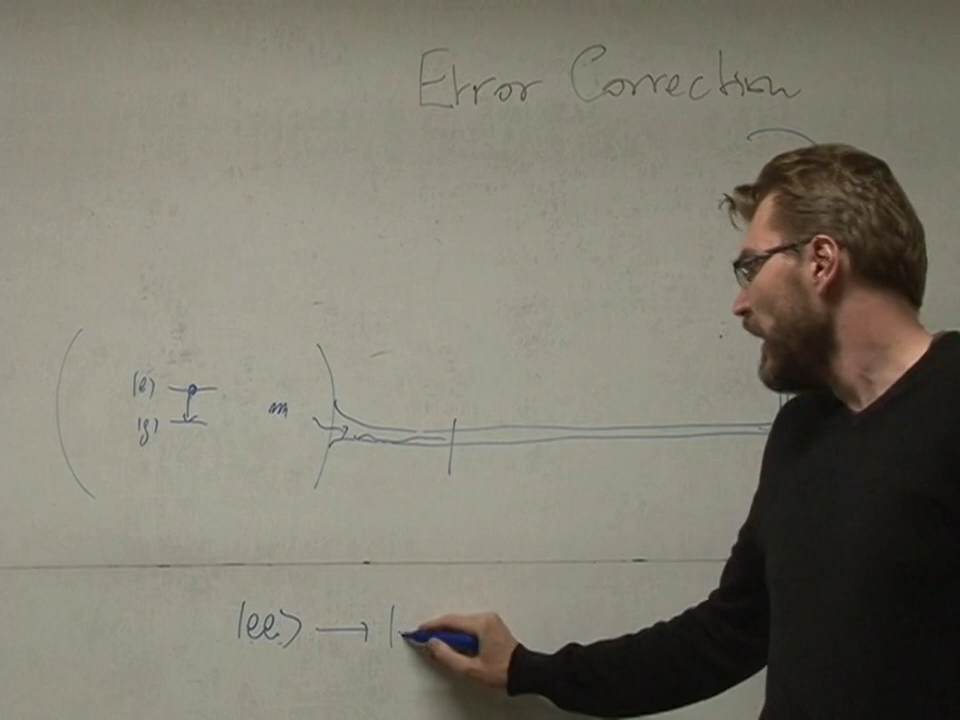 Error Correction
|e⟩
|g⟩
|ee⟩ → |